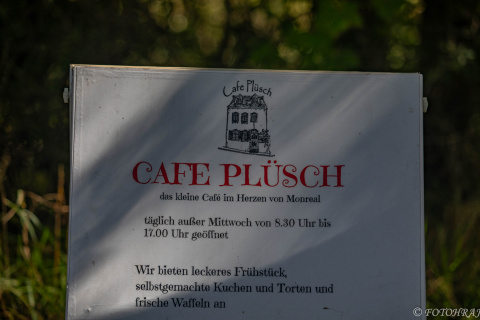 Cafe Plüsch
CAFE PLÜSCH
das kleine Café im Herzen von Monreal
täglich außer Mittwoch von 8.30 Uhr bis
17.00 Uhr geöffnet
Wir bieten leckeres Frühstück,
selbstgemachte Kuchen und Torten und
frische Waffeln an
© FOTOHRAJ